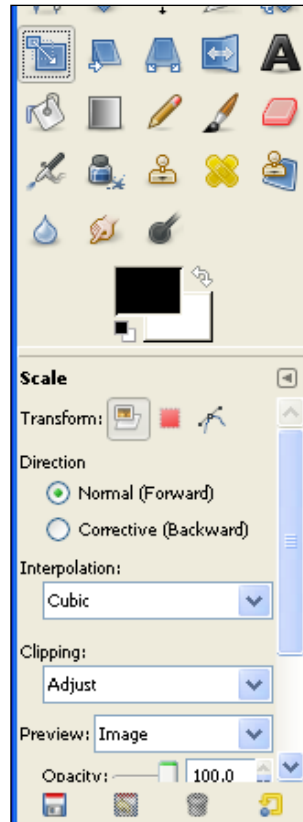 A
Scale
Transform:
Direction
Normal (Forward)
Corrective (Backward)
Interpolation:
Cubic
Clipping:
Adjust
Preview: Image
Opacity: 100.0